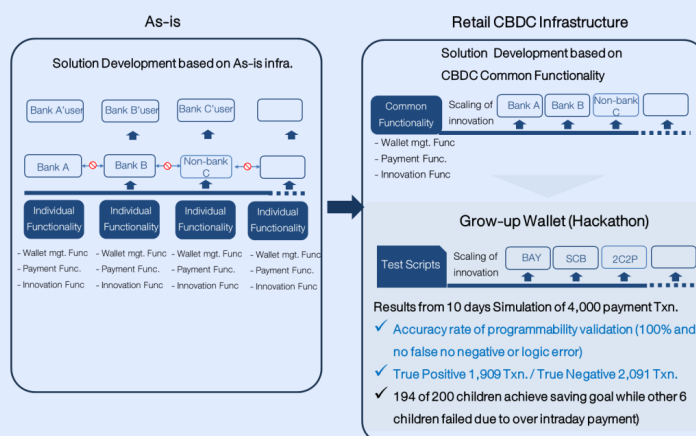 As-is
Solution Development based on As-is infra.
Bank A'user
Bank B'user
Bank C'user
Bank A
Bank B
Non-bank
C
Individual
Functionality
Individual
Functionality
Individual
Functionality
Individual
Functionality
- Wallet mgt. Func
- Payment Func.
- Innovation Func
- Wallet mgt. Func
- Payment Func.
- Innovation Func
- Wallet mgt. Func
- Payment Func.
- Innovation Func
- Wallet mgt. Func
- Payment Func.
- Innovation Func
Retail CBDC Infrastructure
Solution Development based on
CBDC Common Functionality
Common
Functionality
Scaling of
innovation
Bank A
Bank B
Non-bank
C
- Wallet mgt. Func
- Payment Func.
- Innovation Func
Grow-up Wallet (Hackathon)
Test Scripts
Scaling of
innovation
BAY
SCB
2C2P
Results from 10 days Simulation of 4,000 payment Txn.
✓ Accuracy rate of programmability validation (100% and
no false no negative or logic error)
✓ True Positive 1,909 Txn. / True Negative 2,091 Txn.
✓ 194 of 200 children achieve saving goal while other 6
children failed due to over intraday payment)